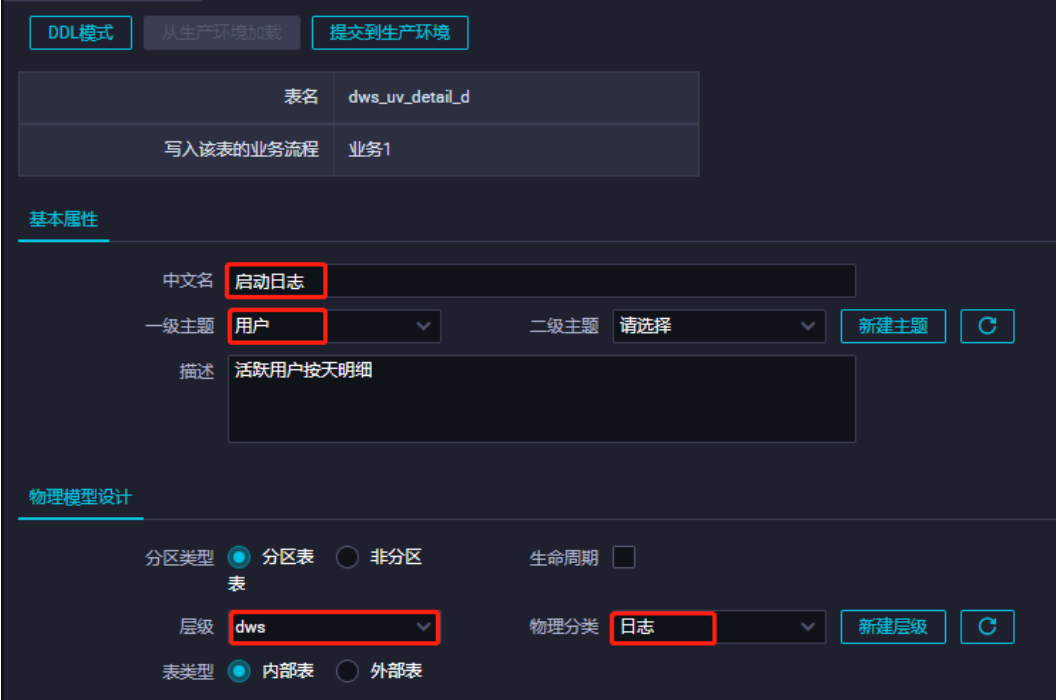 DDL模式 从生产环境加载 提交到生产环境
表名 dws_uv_detail_d
写入该表的业务流程 业务1
基本属性
中文名 启动日志
一级主题 用户 二级主题 请选择 新建主题
描述 活跃用户按天明细
物理模型设计
分区类型 分区表 非分区 生命周期
表
层级 dws 物理分类 日志 新建层级
表类型 内部表 外部表